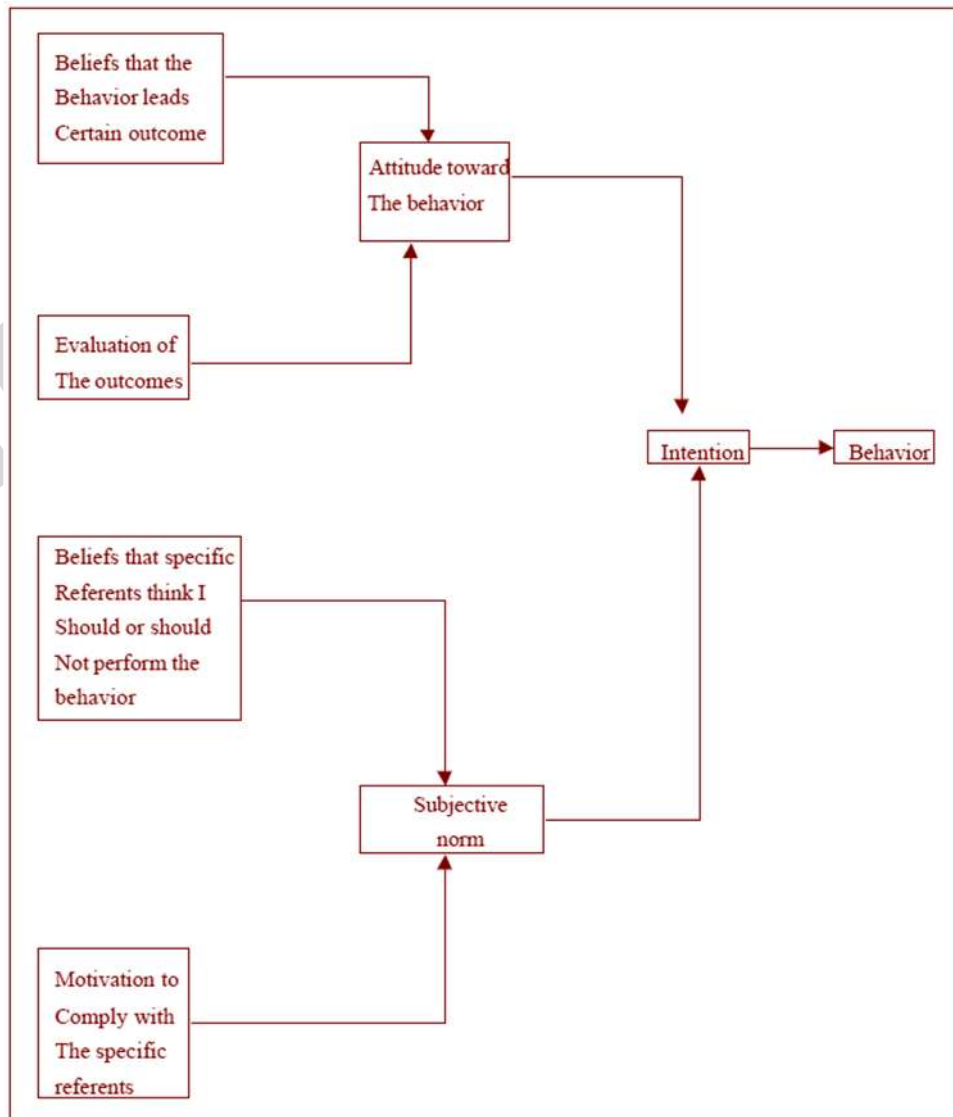 Beliefs that the
Behavior leads
Certain outcome
Attitude toward
The behavior
Evaluation of
The outcomes
Intention
Behavior
Beliefs that specific
Referents think I
Should or should
Not perform the
behavior
Subjective
norm
Motivation to
Comply with
The specific
referents